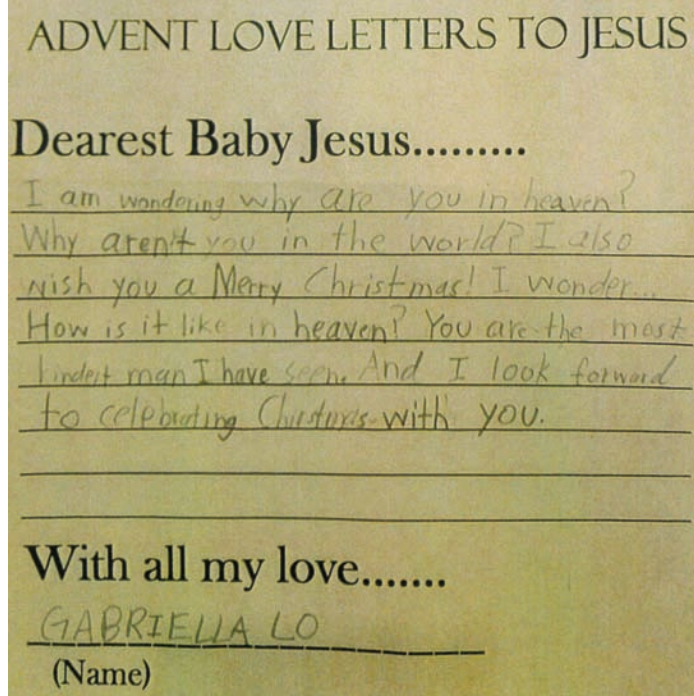 ADVENT LOVE LETTERS TO JESUS
Dearest Baby Jesus.........
I am wondering why are you in heaven?
Why aren't you in the world? I also
wish you a Merry Christmas! I wonder...
How is it like in heaven? You are the most
kindest man I have seen. And I look forward
to celebrating Christmas with you.
With all my love.......
GABRIELLA LO
(Name)